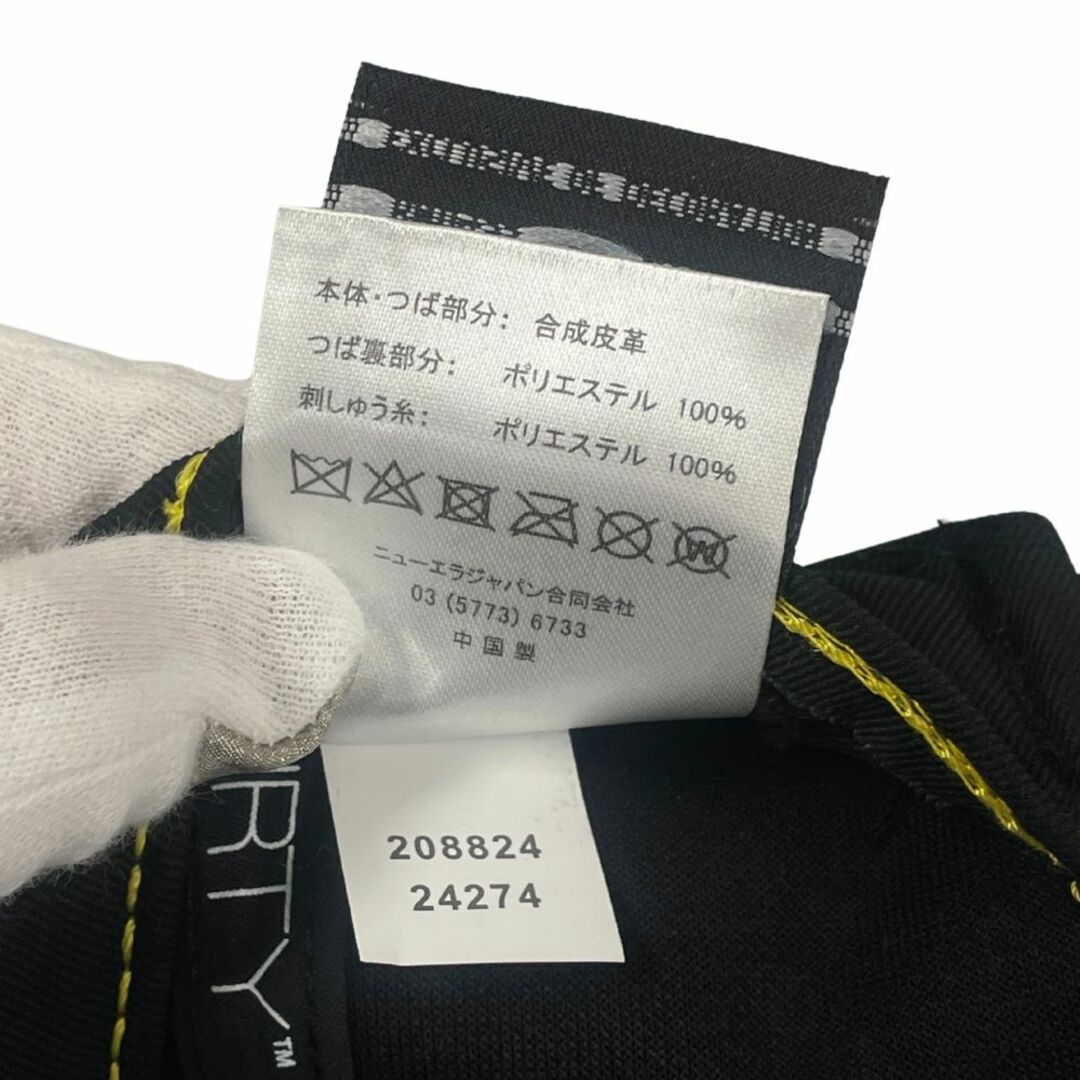 本体・つば部分: 合成皮革
つば裏部分: ポリエステル 100%
刺しゅう糸: ポリエステル 100%
ニューエラジャパン合同会社
03 (5773) 6733
中国製
208824
24274
RTY™